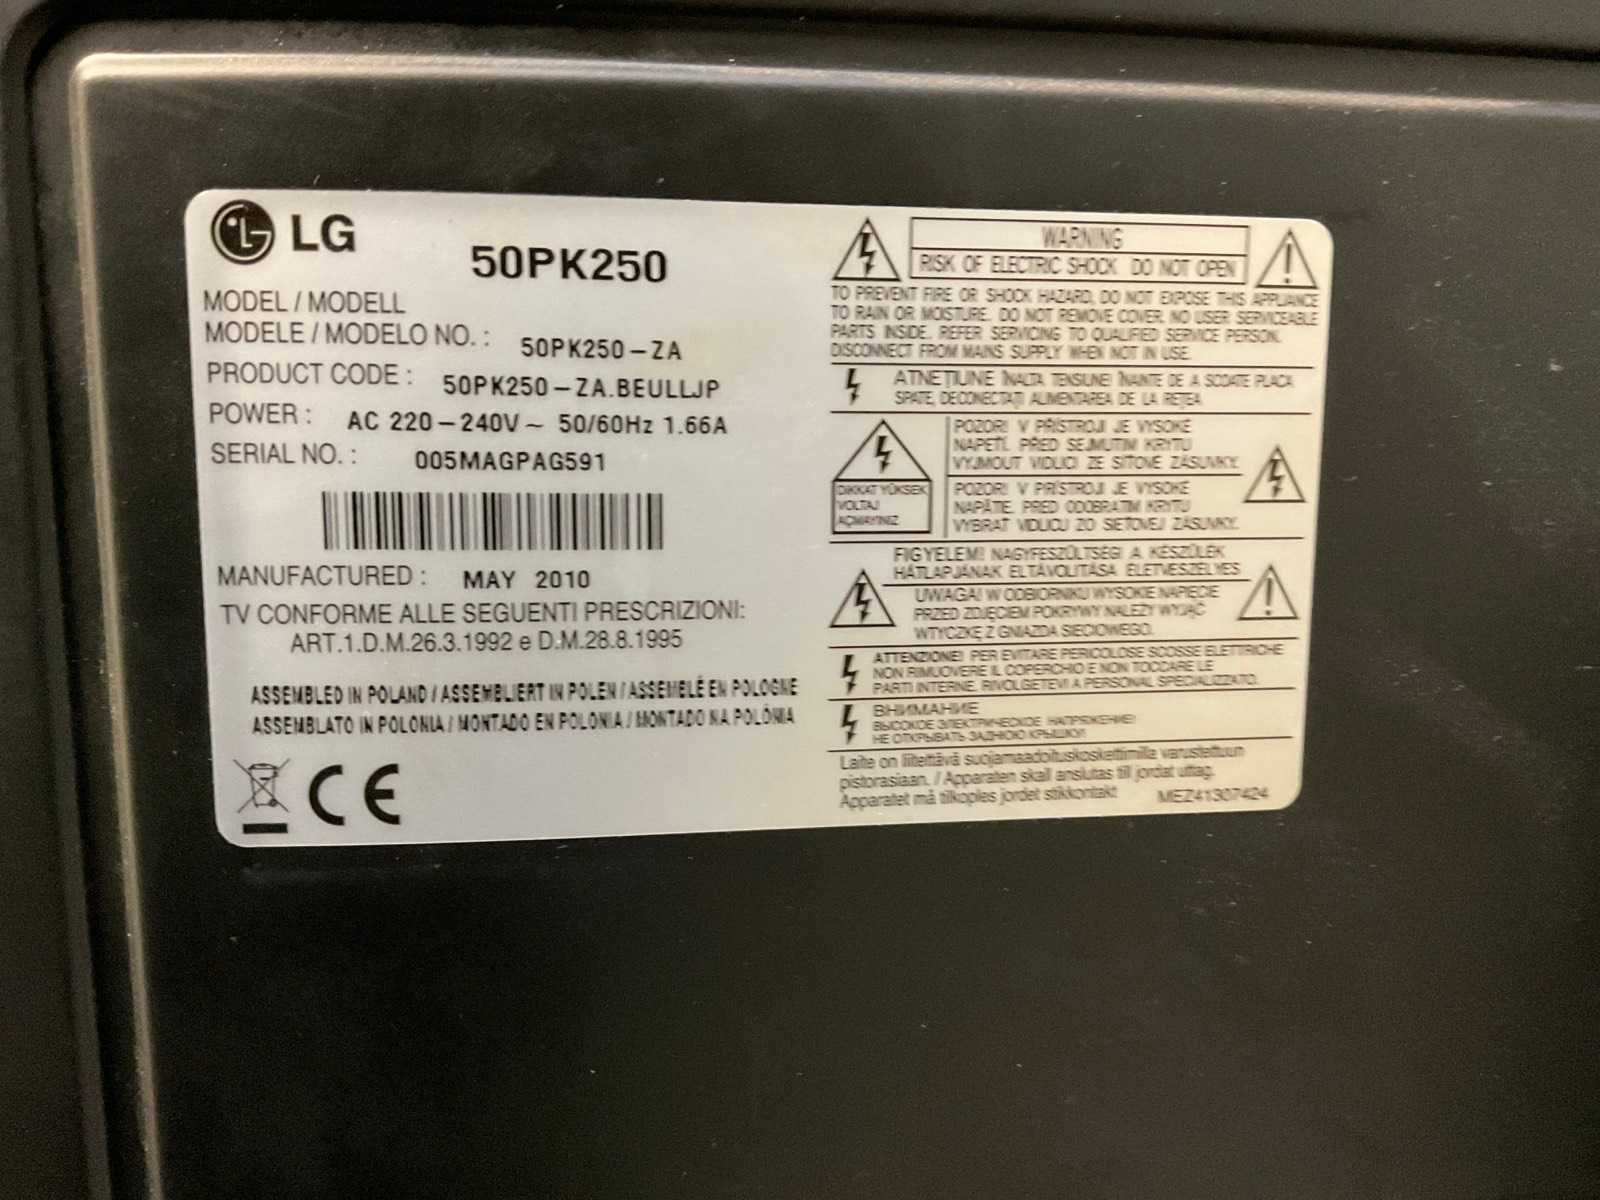 LG
50PK250
MODEL / MODELL
MODELE / MODELO NO. : 50PK250-ZA
PRODUCT CODE : 50PK250-ZA.BEULLJP
POWER : AC 220-240V~ 50/60Hz 1.66A
SERIAL NO. : 005MAGPAG591
MANUFACTURED : MAY 2010
TV CONFORME ALLE SEGUENTI PRESCRIZIONI:
ART.1.D.M.26.3.1992 e D.M.28.8.1995
ASSEMBLED IN POLAND / ASSEMBLIERT IN POLEN / ASSEMBLÉ EN POLOGNE
ASSEMBLATO IN POLONIA / MONTADO EN POLONIA / MONTADO NA POLÓNIA
CE
WARNING
RISK OF ELECTRIC SHOCK DO NOT OPEN
TO PREVENT FIRE OR SHOCK HAZARD, DO NOT EXPOSE THIS APPLIANCE
TO RAIN OR MOISTURE. DO NOT REMOVE COVER. NO USER SERVICEABLE
PARTS INSIDE. REFER SERVICING TO QUALIFIED SERVICE PERSON.
DISCONNECT FROM MAINS SUPPLY WHEN NOT IN USE.
ATNEȚIUNE ÎNALTA TENSIUNE! ÎNAINTE DE A SCOATE PLACA
SPATE, DECONECTAȚI ALIMENTAREA DE LA REȚEA
DIKKAT YÜKSEK
VOLTAJ
AÇMAYINIZ
POZOR! V PŘÍSTROJI JE VYSOKÉ
NAPĚTÍ. PŘED SEJMUTIM KRYTU
VYJMOUT VIDLICI ZE SÍŤOVÉ ZÁSUVKY.
POZOR! V PRÍSTROJI JE VYSOKÉ
NAPÄTIE. PRED ODOBRATIM KRYTU
VYBRAT VIDLICU ZO SIEŤOVEJ ZÁSUVKY.
FIGYELEM! NAGYFESZÜLTSÉG! A KÉSZÜLÉK
HÁTLAPJÁNAK ELTÁVOLITÁSA ÉLETVESZÉLYES
UWAGA! W ODBIORNIKU WYSOKIE NAPIĘCIE
PRZED ZDJĘCIEM POKRYWY NALEŻY WYJĄĆ
WTYCZKĘ Z GNIAZDA SIECIOWEGO.
ATTENZIONE! PER EVITARE PERICOLOSE SCOSSE ELETTRICHE
NON RIMUOVERE IL COPERCHIO E NON TOCCARE LE
PARTI INTERNE. RIVOLGETEVI A PERSONAL SPECIALIZZATO.
ВНИМАНИЕ
ВЫСОКОЕ ЭЛЕКТРИЧЕСКОЕ НАПРЯЖЕНИЕ!
НЕ ОТКРЫВАТЬ ЗАДНЮЮ КРЫШКУ!
Laite on liitettävä suojamaadoituskoskettimilla varustettuun
pistorasiaan. / Apparaten skall anslutas till jordat uttag.
Apparatet må tilkoples jordet stikkontakt MEZ41307424